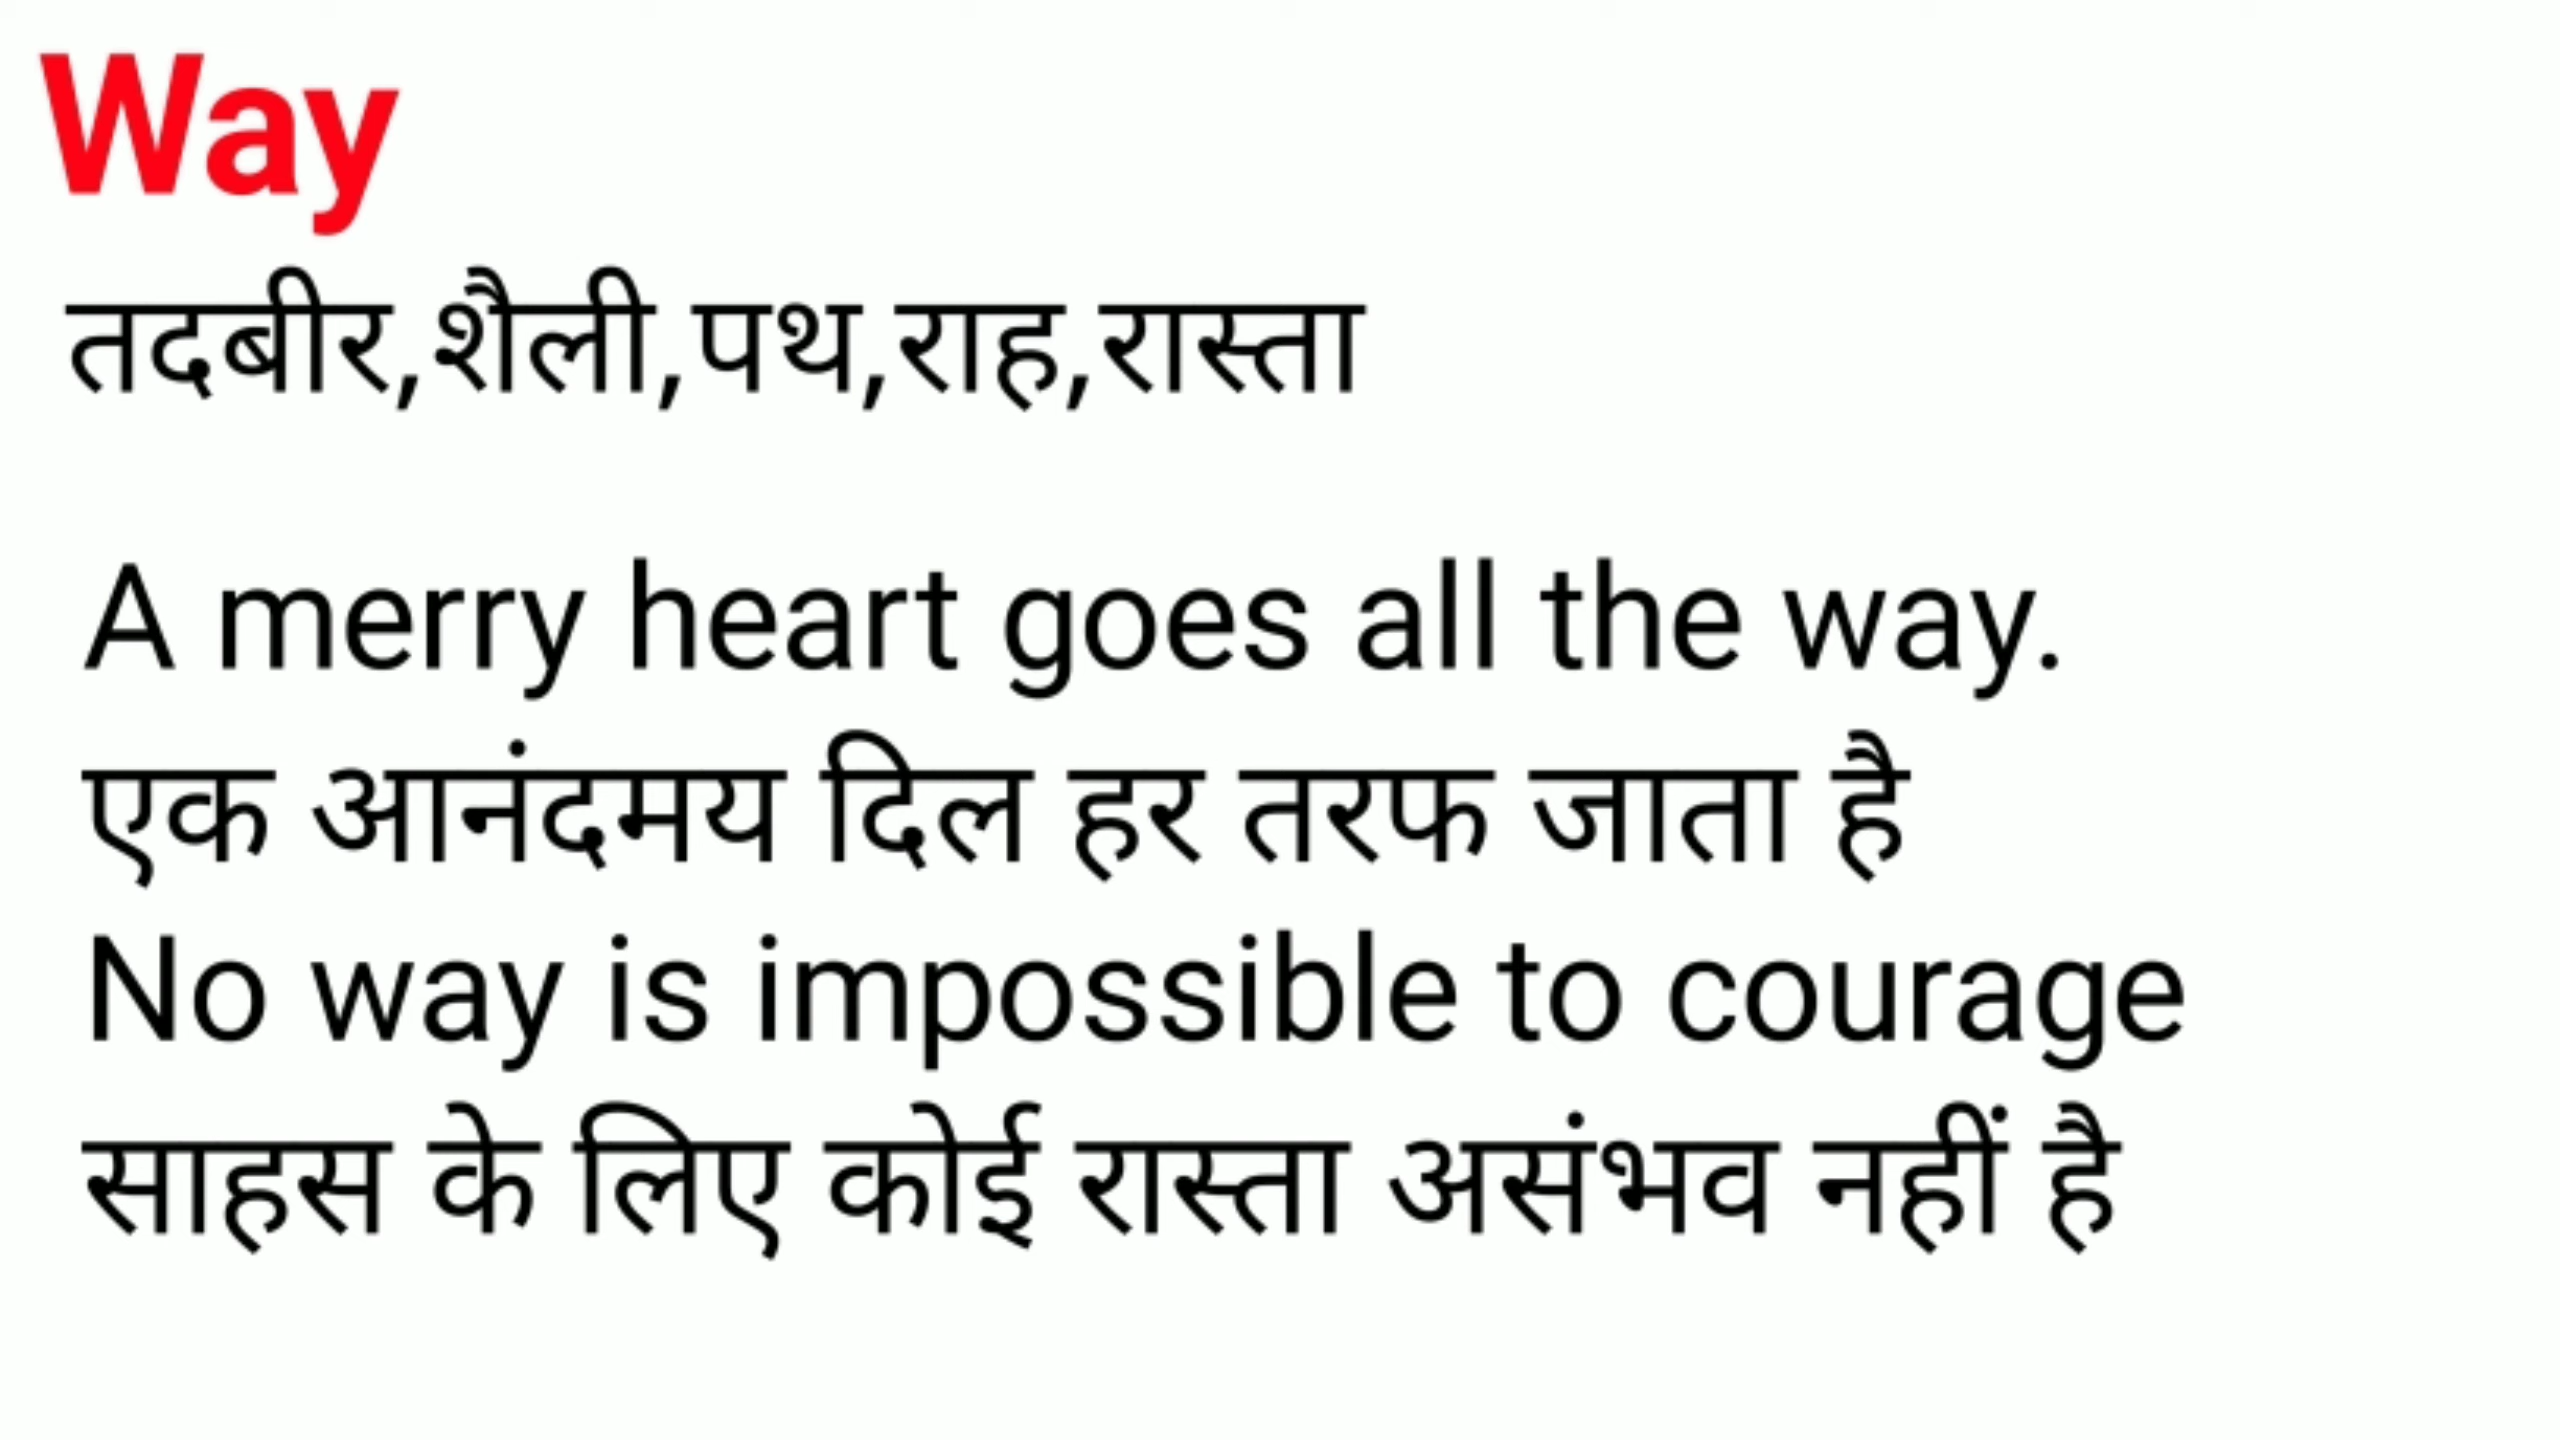 Way
तदबीर,शैली,पथ,राह,रास्ता
A merry heart goes all the way.
एक आनंदमय दिल हर तरफ जाता है
No way is impossible to courage
साहस के लिए कोई रास्ता असंभव नहीं है